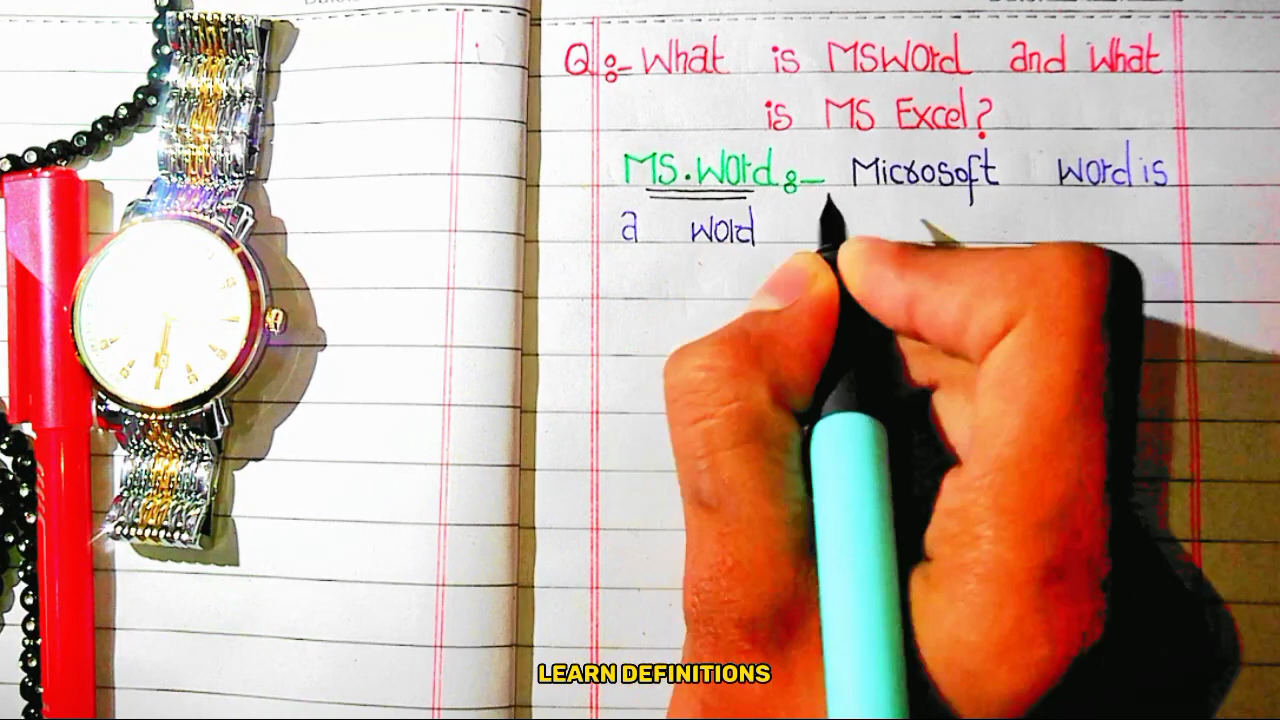 Q:- What is MSWord and What
is MS Excel?
MS.Word:- Microsoft Word is
a word
LEARN DEFINITIONS